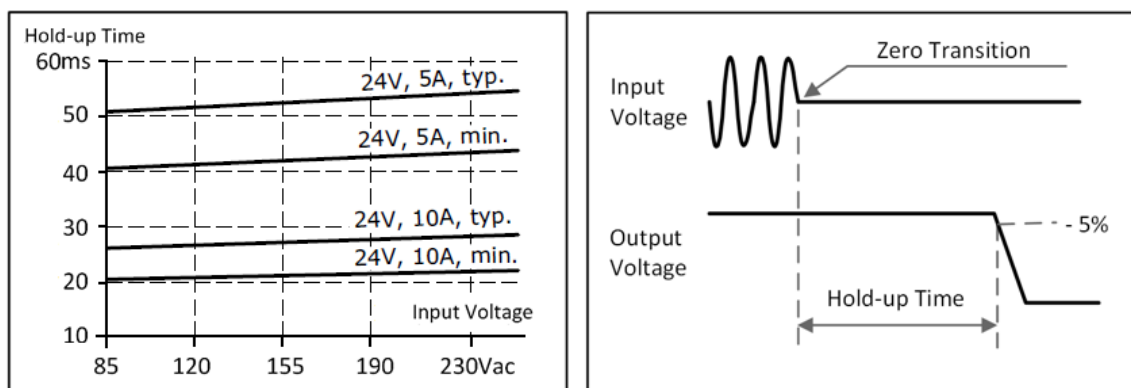 Hold-up Time
60ms
50
40
30
20
10
24V, 5A, typ.
24V, 5A, min.
24V, 10A, typ.
24V, 10A, min.
Input Voltage
85
120
155
190
230Vac
Zero Transition
Input
Voltage
Output
Voltage
- 5%
Hold-up Time